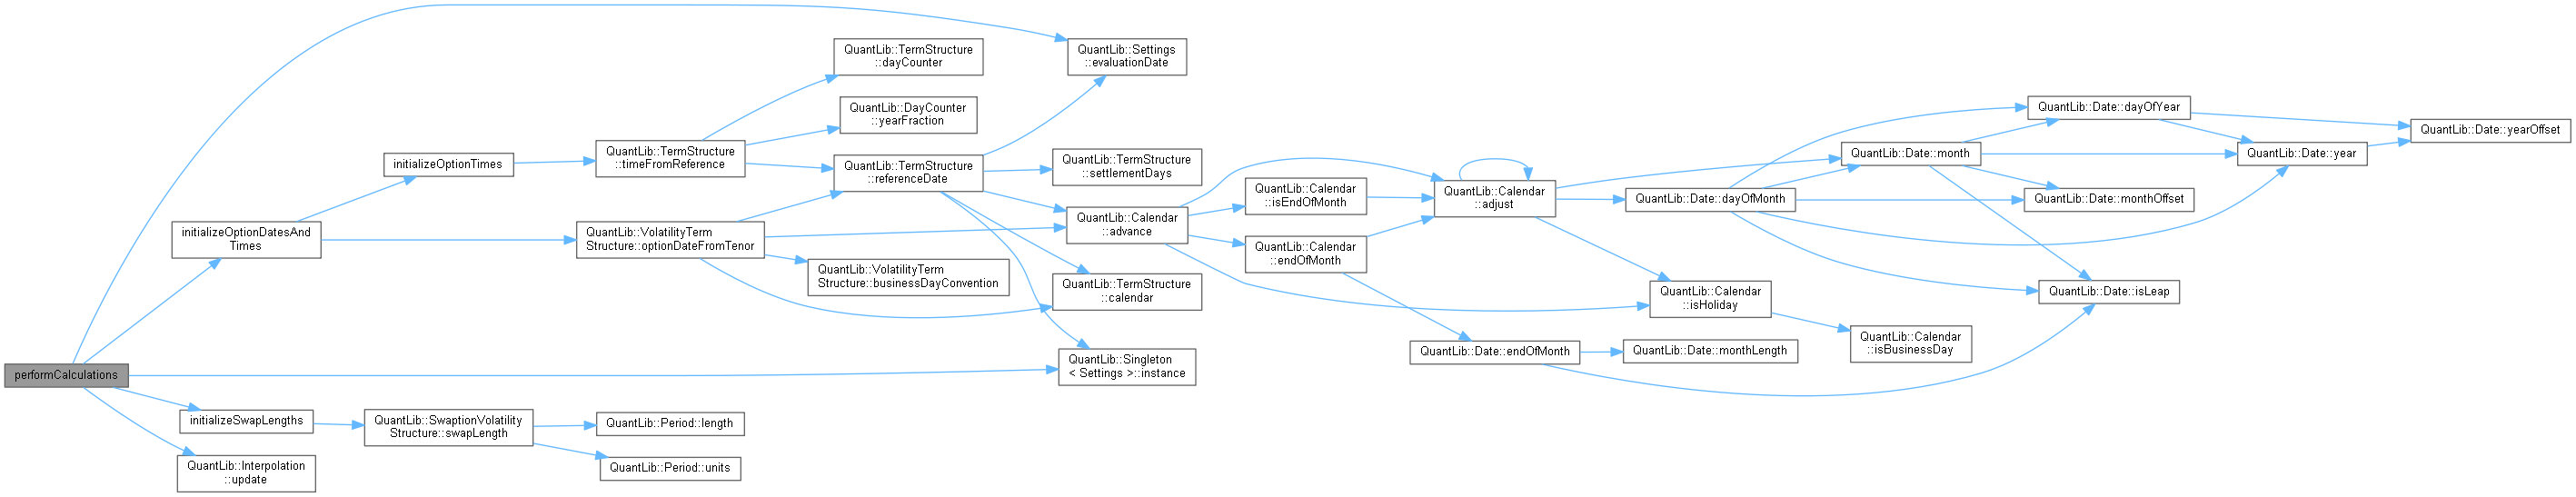 performCalculations
initializeOptionDatesAnd
Times
initializeOptionTimes
QuantLib::TermStructure
::timeFromReference
QuantLib::TermStructure
::dayCounter
QuantLib::DayCounter
::yearFraction
QuantLib::TermStructure
::referenceDate
QuantLib::Settings
::evaluationDate
QuantLib::TermStructure
::settlementDays
QuantLib::Calendar
::advance
QuantLib::Calendar
::isEndOfMonth
QuantLib::Calendar
::adjust
QuantLib::Date::month
QuantLib::Date::dayOfYear
QuantLib::Date::year
QuantLib::Date::yearOffset
QuantLib::Date::monthOffset
QuantLib::Date::isLeap
QuantLib::Date::dayOfMonth
QuantLib::Calendar
::isHoliday
QuantLib::Calendar
::isBusinessDay
QuantLib::Calendar
::endOfMonth
QuantLib::Date::endOfMonth
QuantLib::Date::monthLength
QuantLib::TermStructure
::calendar
QuantLib::Singleton
< Settings >::instance
QuantLib::VolatilityTerm
Structure::optionDateFromTenor
QuantLib::VolatilityTerm
Structure::businessDayConvention
initializeSwapLengths
QuantLib::SwaptionVolatility
Structure::swapLength
QuantLib::Period::length
QuantLib::Period::units
QuantLib::Interpolation
::update